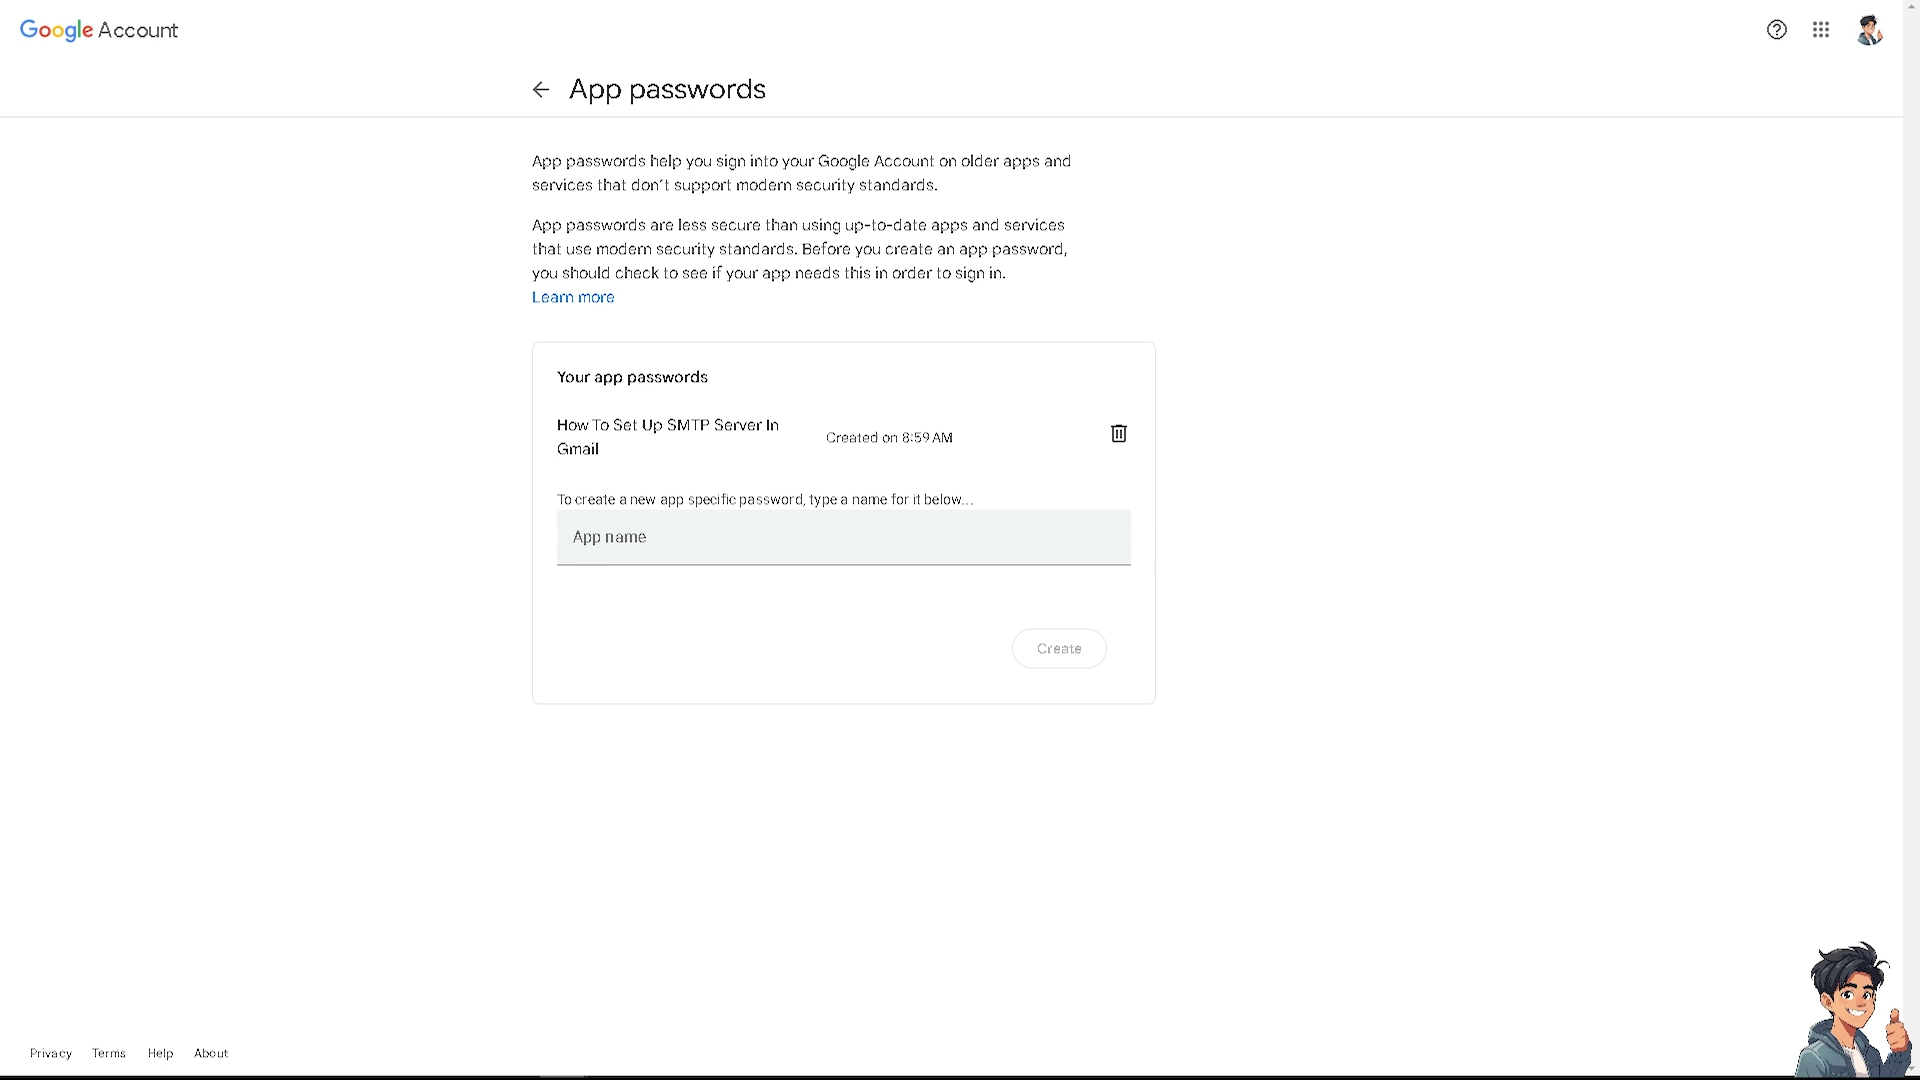 Google Account
App passwords
App passwords help you sign into your Google Account on older apps and
services that don't support modern security standards.
App passwords are less secure than using up-to-date apps and services
that use modern security standards. Before you create an app password,
you should check to see if your app needs this in order to sign in.
Learn more
Your app passwords
How To Set Up SMTP Server In
Gmail
Created on 8:59 AM
To create a new app specific password, type a name for it below...
App name
Create
Privacy Terms Help About